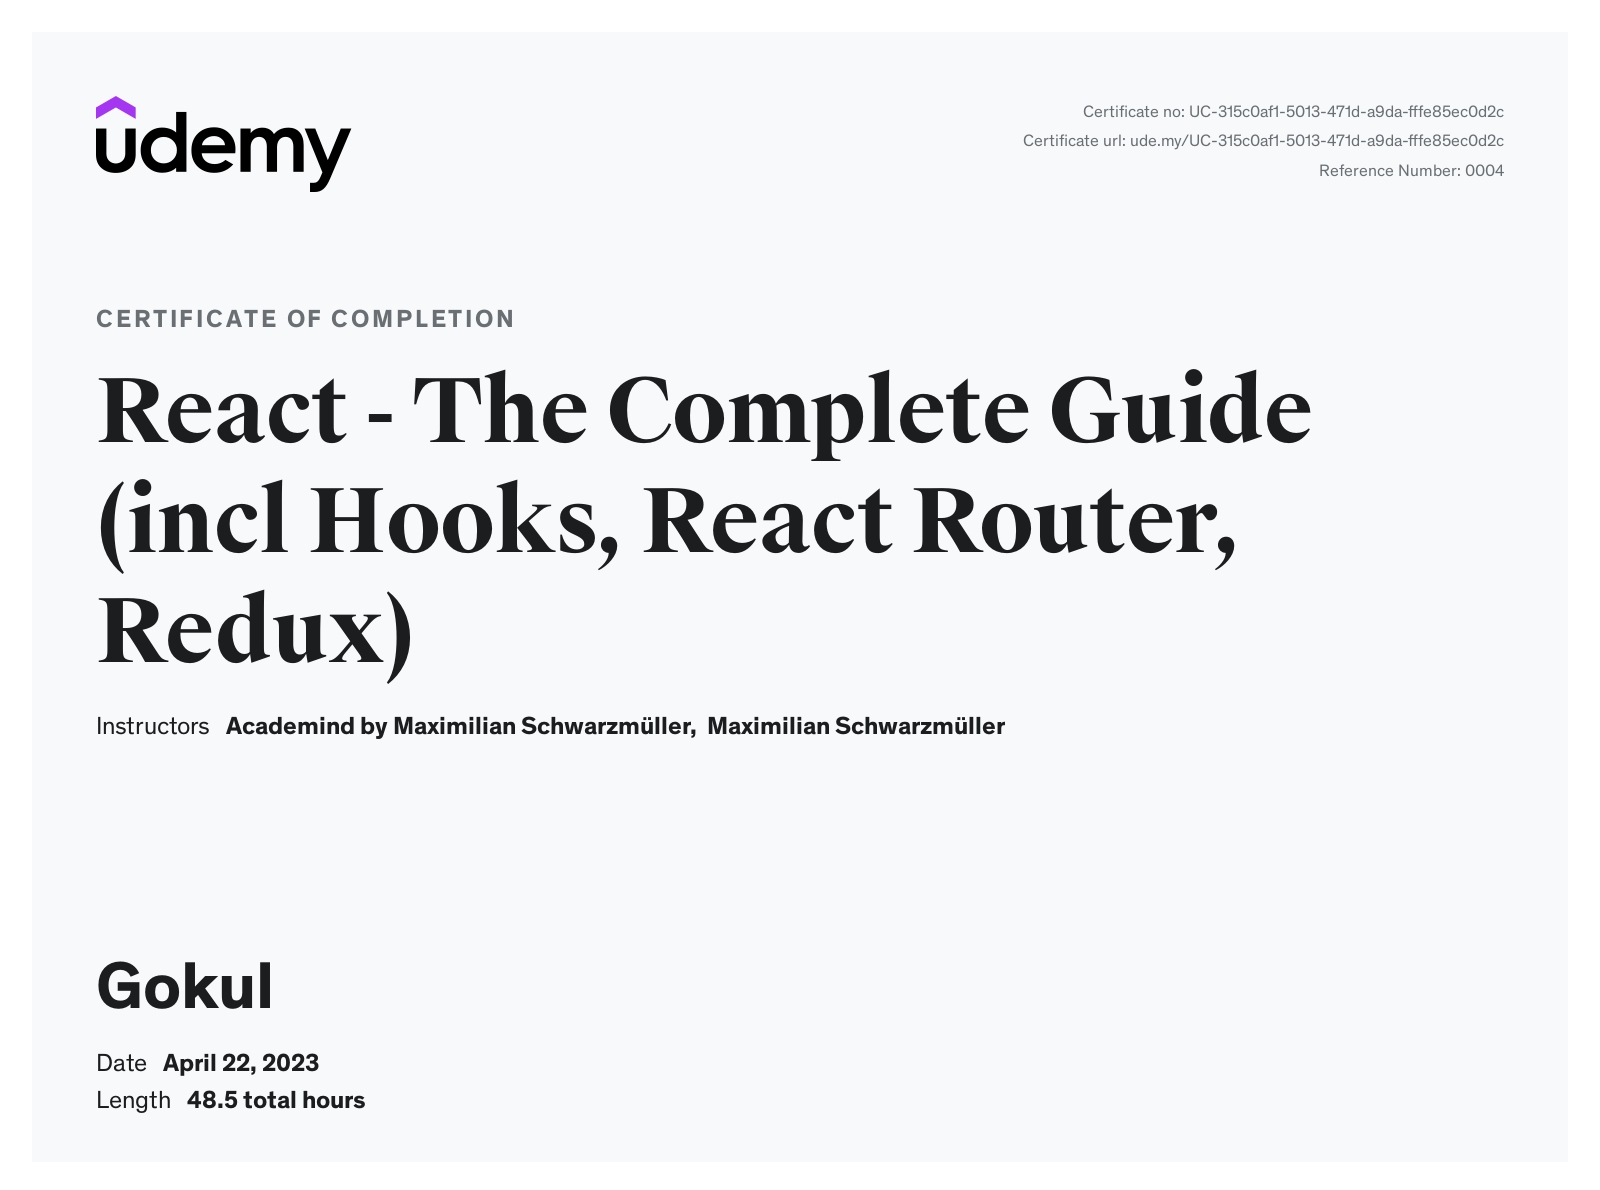 udemy
Certificate no: UC-315c0af1-5013-471d-a9da-fffe85ec0d2c
Certificate url: ude.my/UC-315c0af1-5013-471d-a9da-fffe85ec0d2c
Reference Number: 0004
CERTIFICATE OF COMPLETION
React - The Complete Guide
(incl Hooks, React Router,
Redux)
Instructors Academind by Maximilian Schwarzmüller, Maximilian Schwarzmüller
Gokul
Date April 22, 2023
Length 48.5 total hours